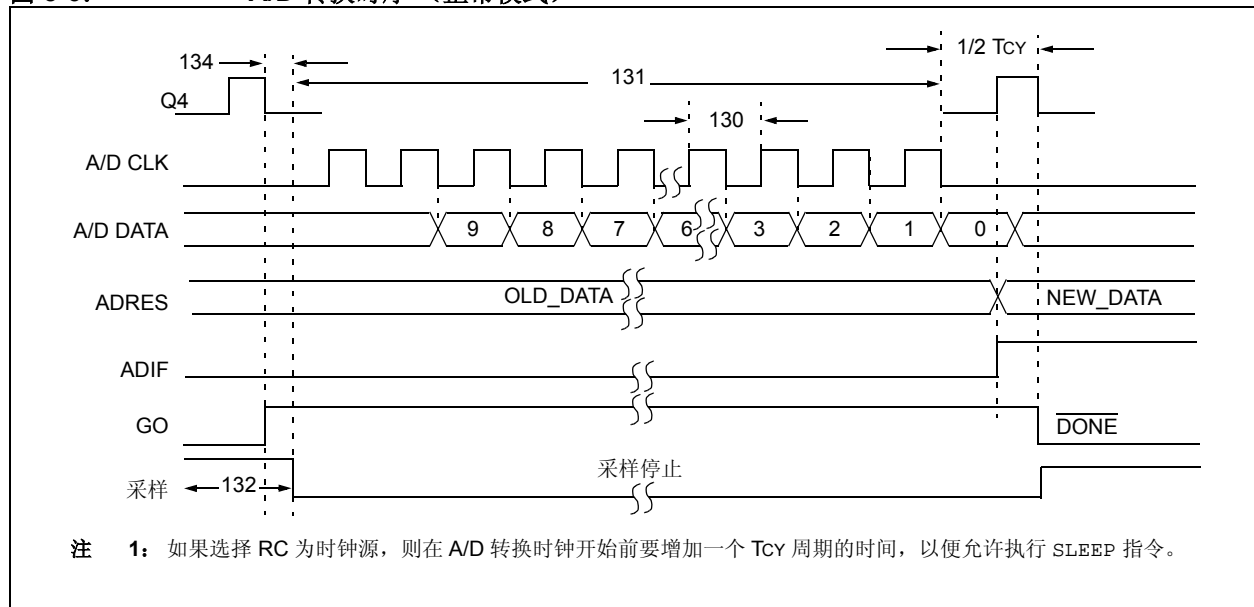 134
1/2 TCY
131
Q4
130
A/D CLK
A/D DATA
9 8 7 6 3 2 1 0
ADRES
OLD_DATA
NEW_DATA
ADIF
GO
DONE
采样停止
采样
132
注 1: 如果选择 RC 为时钟源，则在 A/D 转换时钟开始前要增加一个 TCY 周期的时间，以便允许执行 SLEEP 指令。